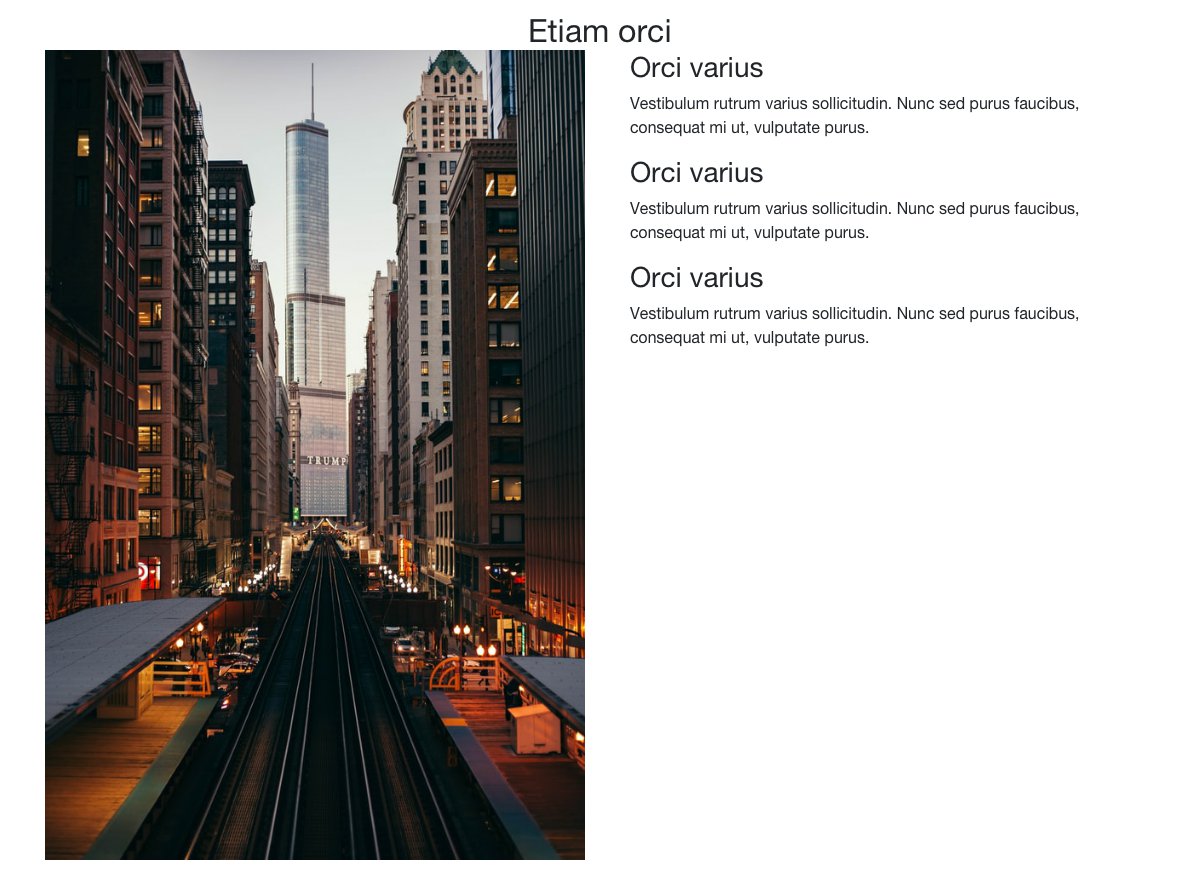 Etiam orci
Orci varius
Vestibulum rutrum varius sollicitudin. Nunc sed purus faucibus,
consequat mi ut, vulputate purus.
Orci varius
Vestibulum rutrum varius sollicitudin. Nunc sed purus faucibus,
consequat mi ut, vulputate purus.
Orci varius
Vestibulum rutrum varius sollicitudin. Nunc sed purus faucibus,
consequat mi ut, vulputate purus.
TRUMP